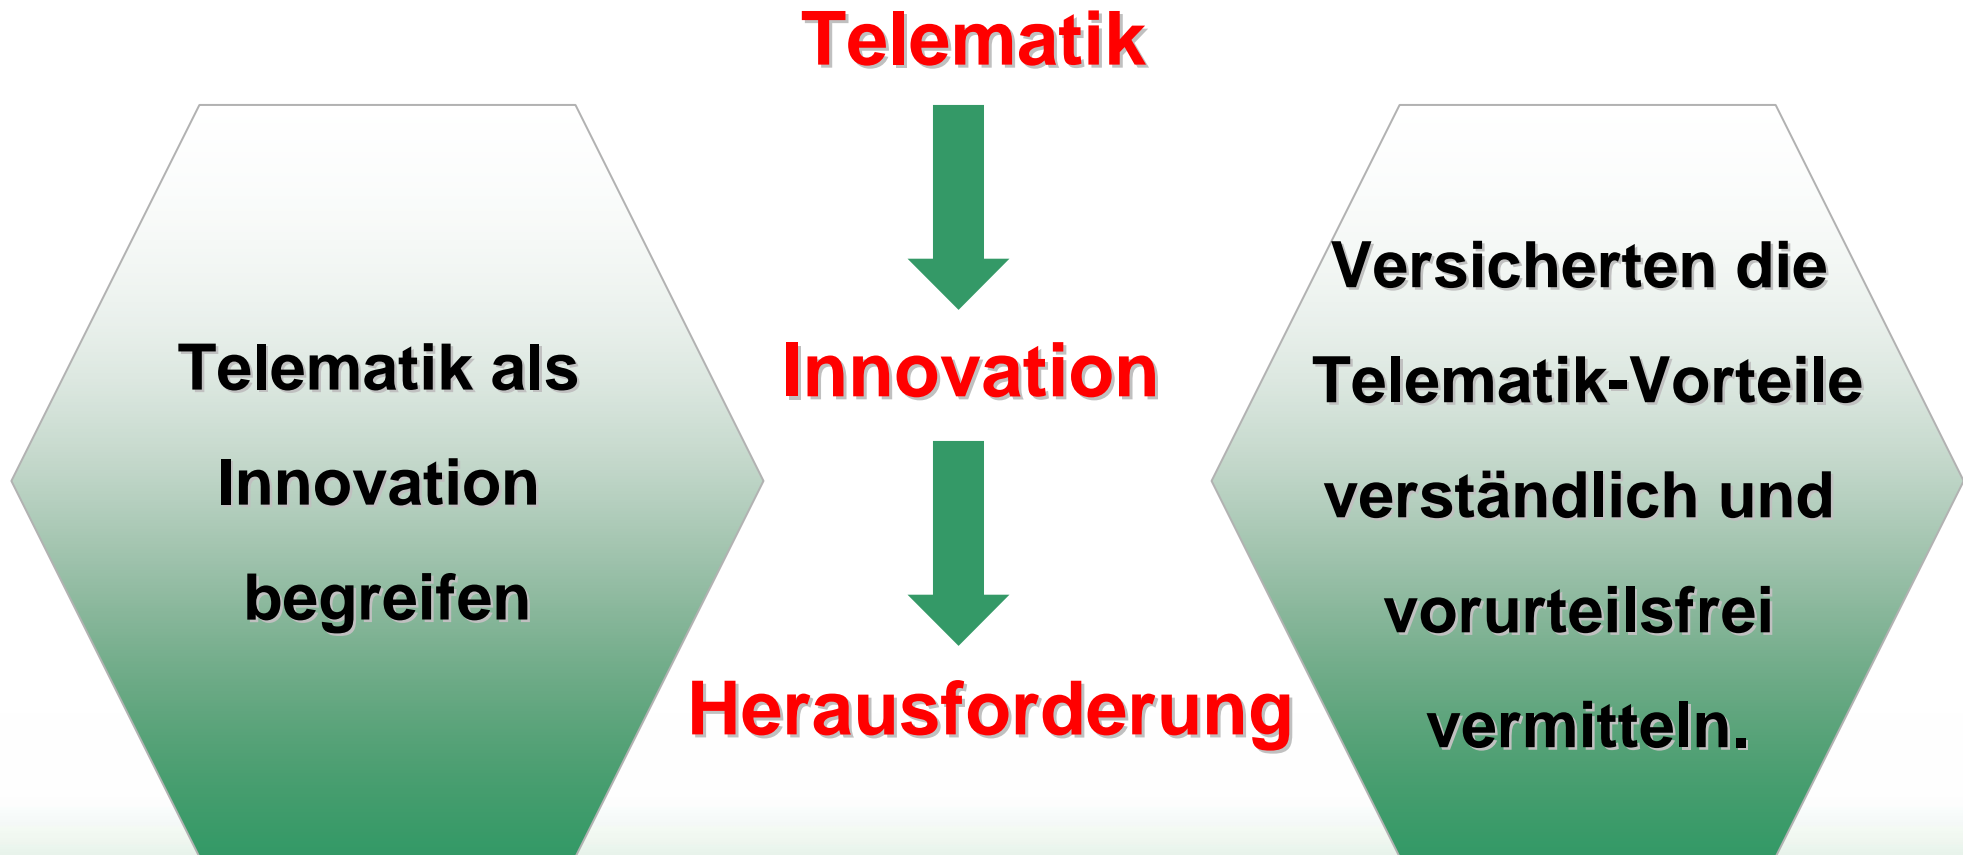 Telematik
Telematik als
Innovation
begreifen
Innovation
Herausforderung
Versicherten die
Telematik-Vorteile
verständlich und
vorurteilsfrei
vermitteln.